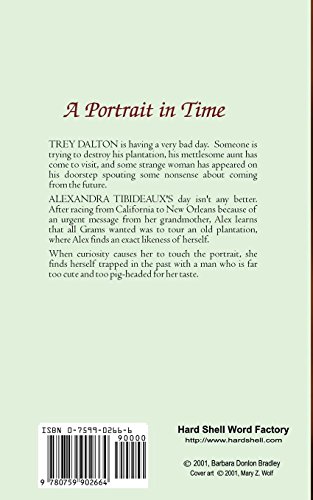 A Portrait in Time
TREY DALTON is having a very bad day. Someone is
trying to destroy his plantation, his mettlesome aunt has
come to visit, and some strange woman has appeared on
his doorstep spouting some nonsense about coming
from the future.
ALEXANDRA TIBIDEAUX'S day isn't any better.
After racing from California to New Orleans because of
an urgent message from her grandmother, Alex learns
that all Grams wanted was to tour an old plantation,
where Alex finds an exact likeness of herself.
When curiosity causes her to touch the portrait, she
finds herself trapped in the past with a man who is far
too cute and too pig-headed for her taste.
ISBN 0-7599-0266-6
90000
9 780759 902664
Hard Shell Word Factory
http://www.hardshell.com
© 2001, Barbara Donlon Bradley
Cover art © 2001, Mary Z. Wolf